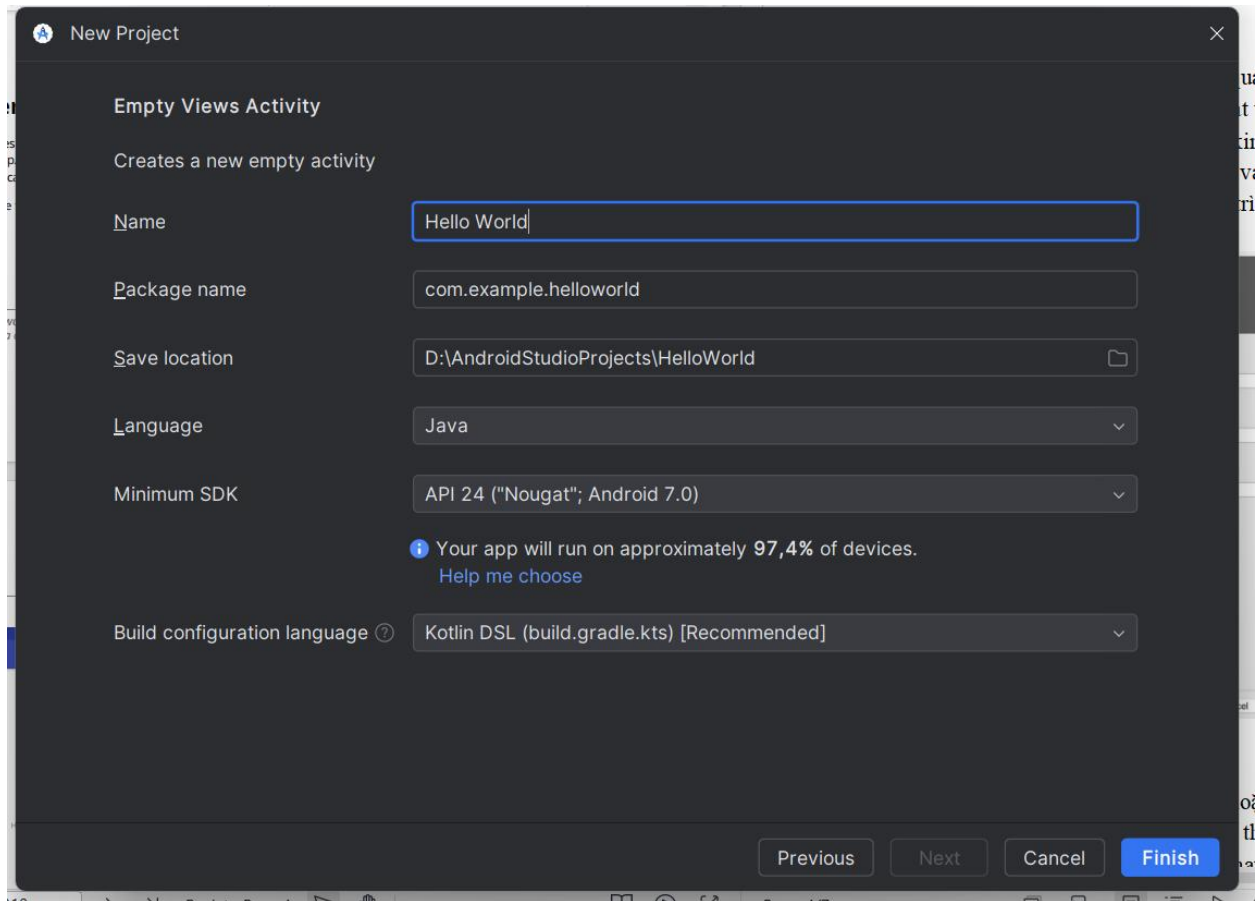 New Project
Empty Views Activity
Creates a new empty activity
Name
Hello World
Package name
com.example.helloworld
Save location
D:\AndroidStudioProjects\HelloWorld
Language
Java
Minimum SDK
API 24 ("Nougat"; Android 7.0)
Your app will run on approximately 97,4% of devices.
Help me choose
Build configuration language
Kotlin DSL (build.gradle.kts) [Recommended]
Previous Next Cancel Finish